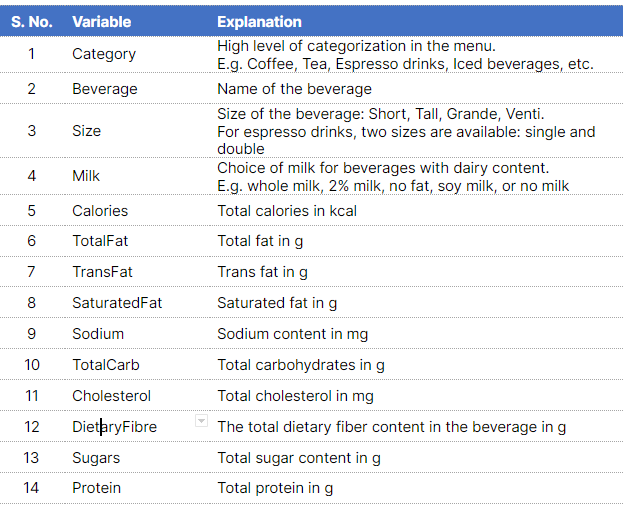 S. No. Variable Explanation
1 Category High level of categorization in the menu.
E.g. Coffee, Tea, Espresso drinks, Iced beverages, etc.
2 Beverage Name of the beverage
3 Size Size of the beverage: Short, Tall, Grande, Venti.
For espresso drinks, two sizes are available: single and
double
4 Milk Choice of milk for beverages with dairy content.
E.g. whole milk, 2% milk, no fat, soy milk, or no milk
5 Calories Total calories in kcal
6 TotalFat Total fat in g
7 TransFat Trans fat in g
8 SaturatedFat Saturated fat in g
9 Sodium Sodium content in mg
10 TotalCarb Total carbohydrates in g
11 Cholesterol Total cholesterol in mg
12 DietaryFibre The total dietary fiber content in the beverage in g
13 Sugars Total sugar content in g
14 Protein Total protein in g